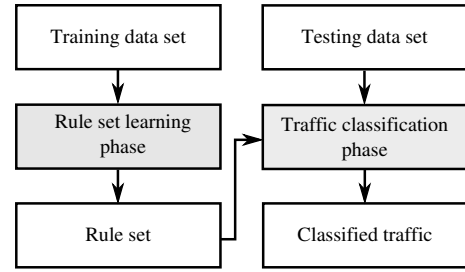 Training data set
Rule set learning
phase
Rule set
Testing data set
Traffic classification
phase
Classified traffic